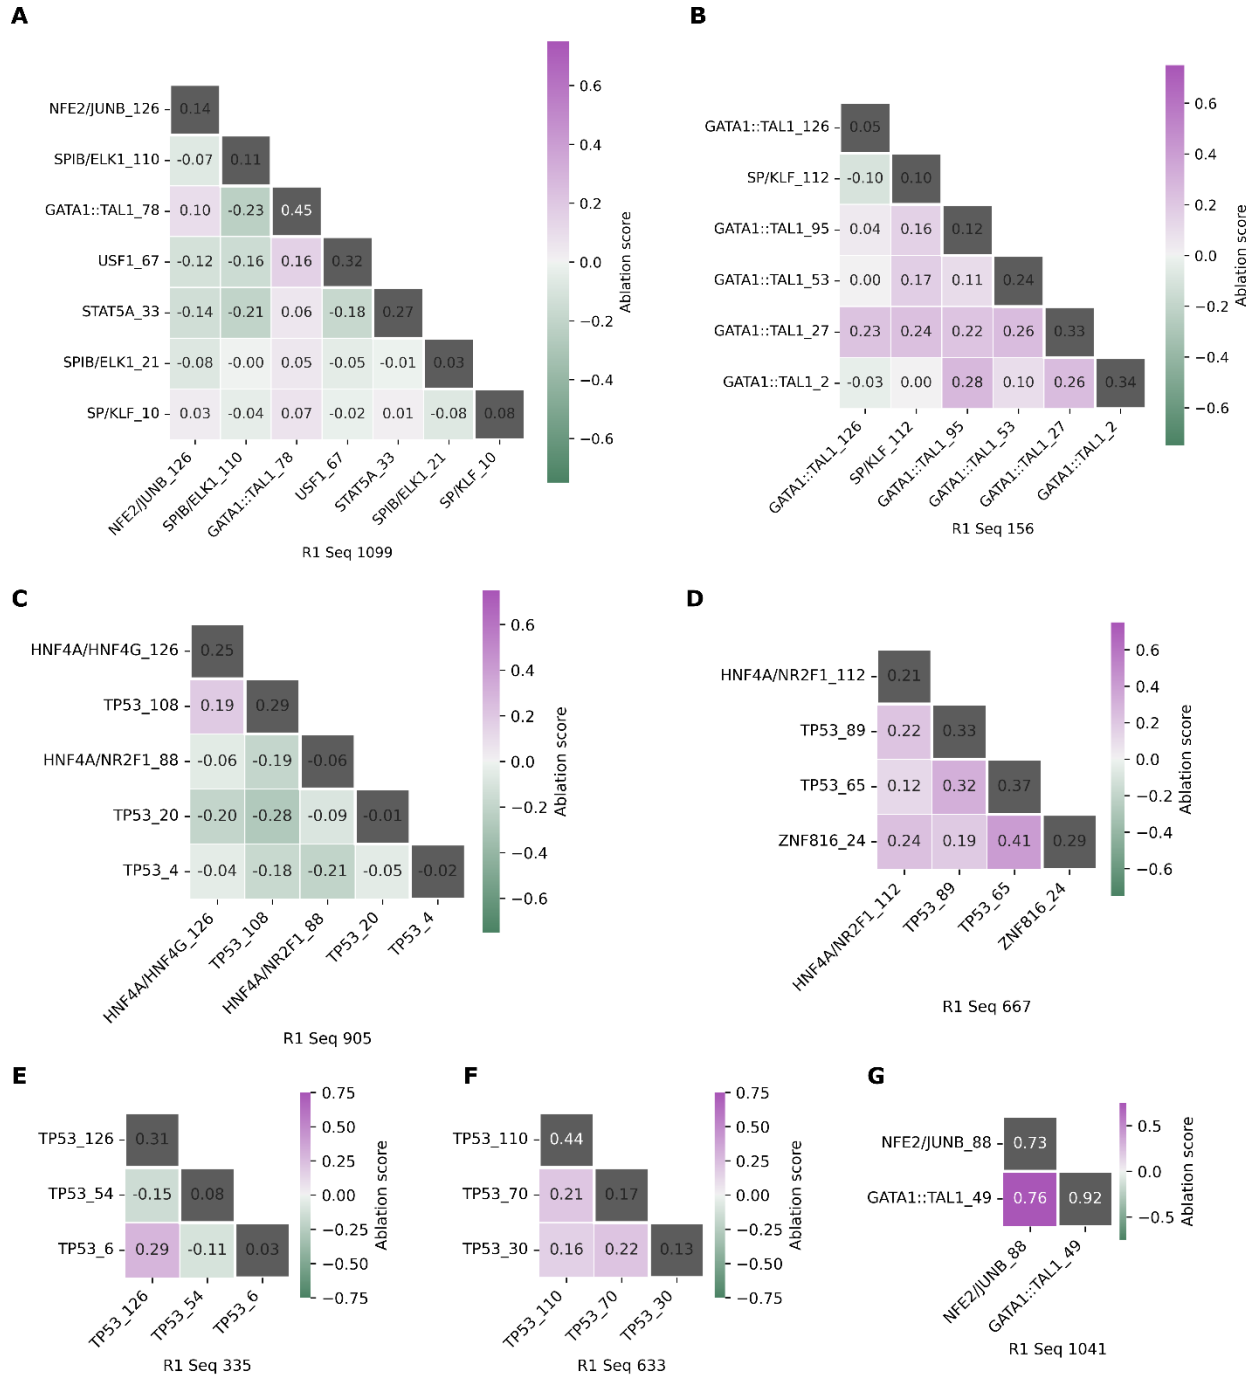 A
NFE2/JUNB_126
SPIB/ELK1_110
GATA1::TAL1_78
USF1_67
STAT5A_33
SPIB/ELK1_21
SP/KLF_10
0.14
-0.07 0.11
0.10 -0.23 0.45
-0.12 -0.16 0.16 0.32
-0.14 -0.21 0.06 -0.18 0.27
-0.08 -0.00 0.05 -0.05 -0.01 0.03
0.03 -0.04 0.07 -0.02 0.01 -0.08 0.08
NFE2/JUNB_126
SPIB/ELK1_110
GATA1::TAL1_78
USF1_67
STAT5A_33
SPIB/ELK1_21
SP/KLF_10
R1 Seq 1099
0.6
0.4
0.2
0.0
−0.2
−0.4
−0.6
Ablation score
B
GATA1::TAL1_126
SP/KLF_112
GATA1::TAL1_95
GATA1::TAL1_53
GATA1::TAL1_27
GATA1::TAL1_2
0.05
-0.10 0.10
0.04 0.16 0.12
0.00 0.17 0.11 0.24
0.23 0.24 0.22 0.26 0.33
-0.03 0.00 0.28 0.10 0.26 0.34
GATA1::TAL1_126
SP/KLF_112
GATA1::TAL1_95
GATA1::TAL1_53
GATA1::TAL1_27
GATA1::TAL1_2
R1 Seq 156
0.6
0.4
0.2
0.0
−0.2
−0.4
−0.6
Ablation score
C
HNF4A/HNF4G_126
TP53_108
HNF4A/NR2F1_88
TP53_20
TP53_4
0.25
0.19 0.29
-0.06 -0.19 -0.06
-0.20 -0.28 -0.09 -0.01
-0.04 -0.18 -0.21 -0.05 -0.02
HNF4A/HNF4G_126
TP53_108
HNF4A/NR2F1_88
TP53_20
TP53_4
R1 Seq 905
0.6
0.4
0.2
0.0
−0.2
−0.4
−0.6
Ablation score
D
HNF4A/NR2F1_112
TP53_89
TP53_65
ZNF816_24
0.21
0.22 0.33
0.12 0.32 0.37
0.24 0.19 0.41 0.29
HNF4A/NR2F1_112
TP53_89
TP53_65
ZNF816_24
R1 Seq 667
0.6
0.4
0.2
0.0
−0.2
−0.4
−0.6
Ablation score
E
TP53_126
TP53_54
TP53_6
0.31
-0.15 0.08
0.29 -0.11 0.03
TP53_126
TP53_54
TP53_6
R1 Seq 335
0.75
0.50
0.25
0.00
−0.25
−0.50
−0.75
Ablation score
F
TP53_110
TP53_70
TP53_30
0.44
0.21 0.17
0.16 0.22 0.13
TP53_110
TP53_70
TP53_30
R1 Seq 633
0.75
0.50
0.25
0.00
−0.25
−0.50
−0.75
Ablation score
G
NFE2/JUNB_88
GATA1::TAL1_49
0.73
0.76 0.92
NFE2/JUNB_88
GATA1::TAL1_49
R1 Seq 1041
0.5
0.0
−0.5
Ablation score